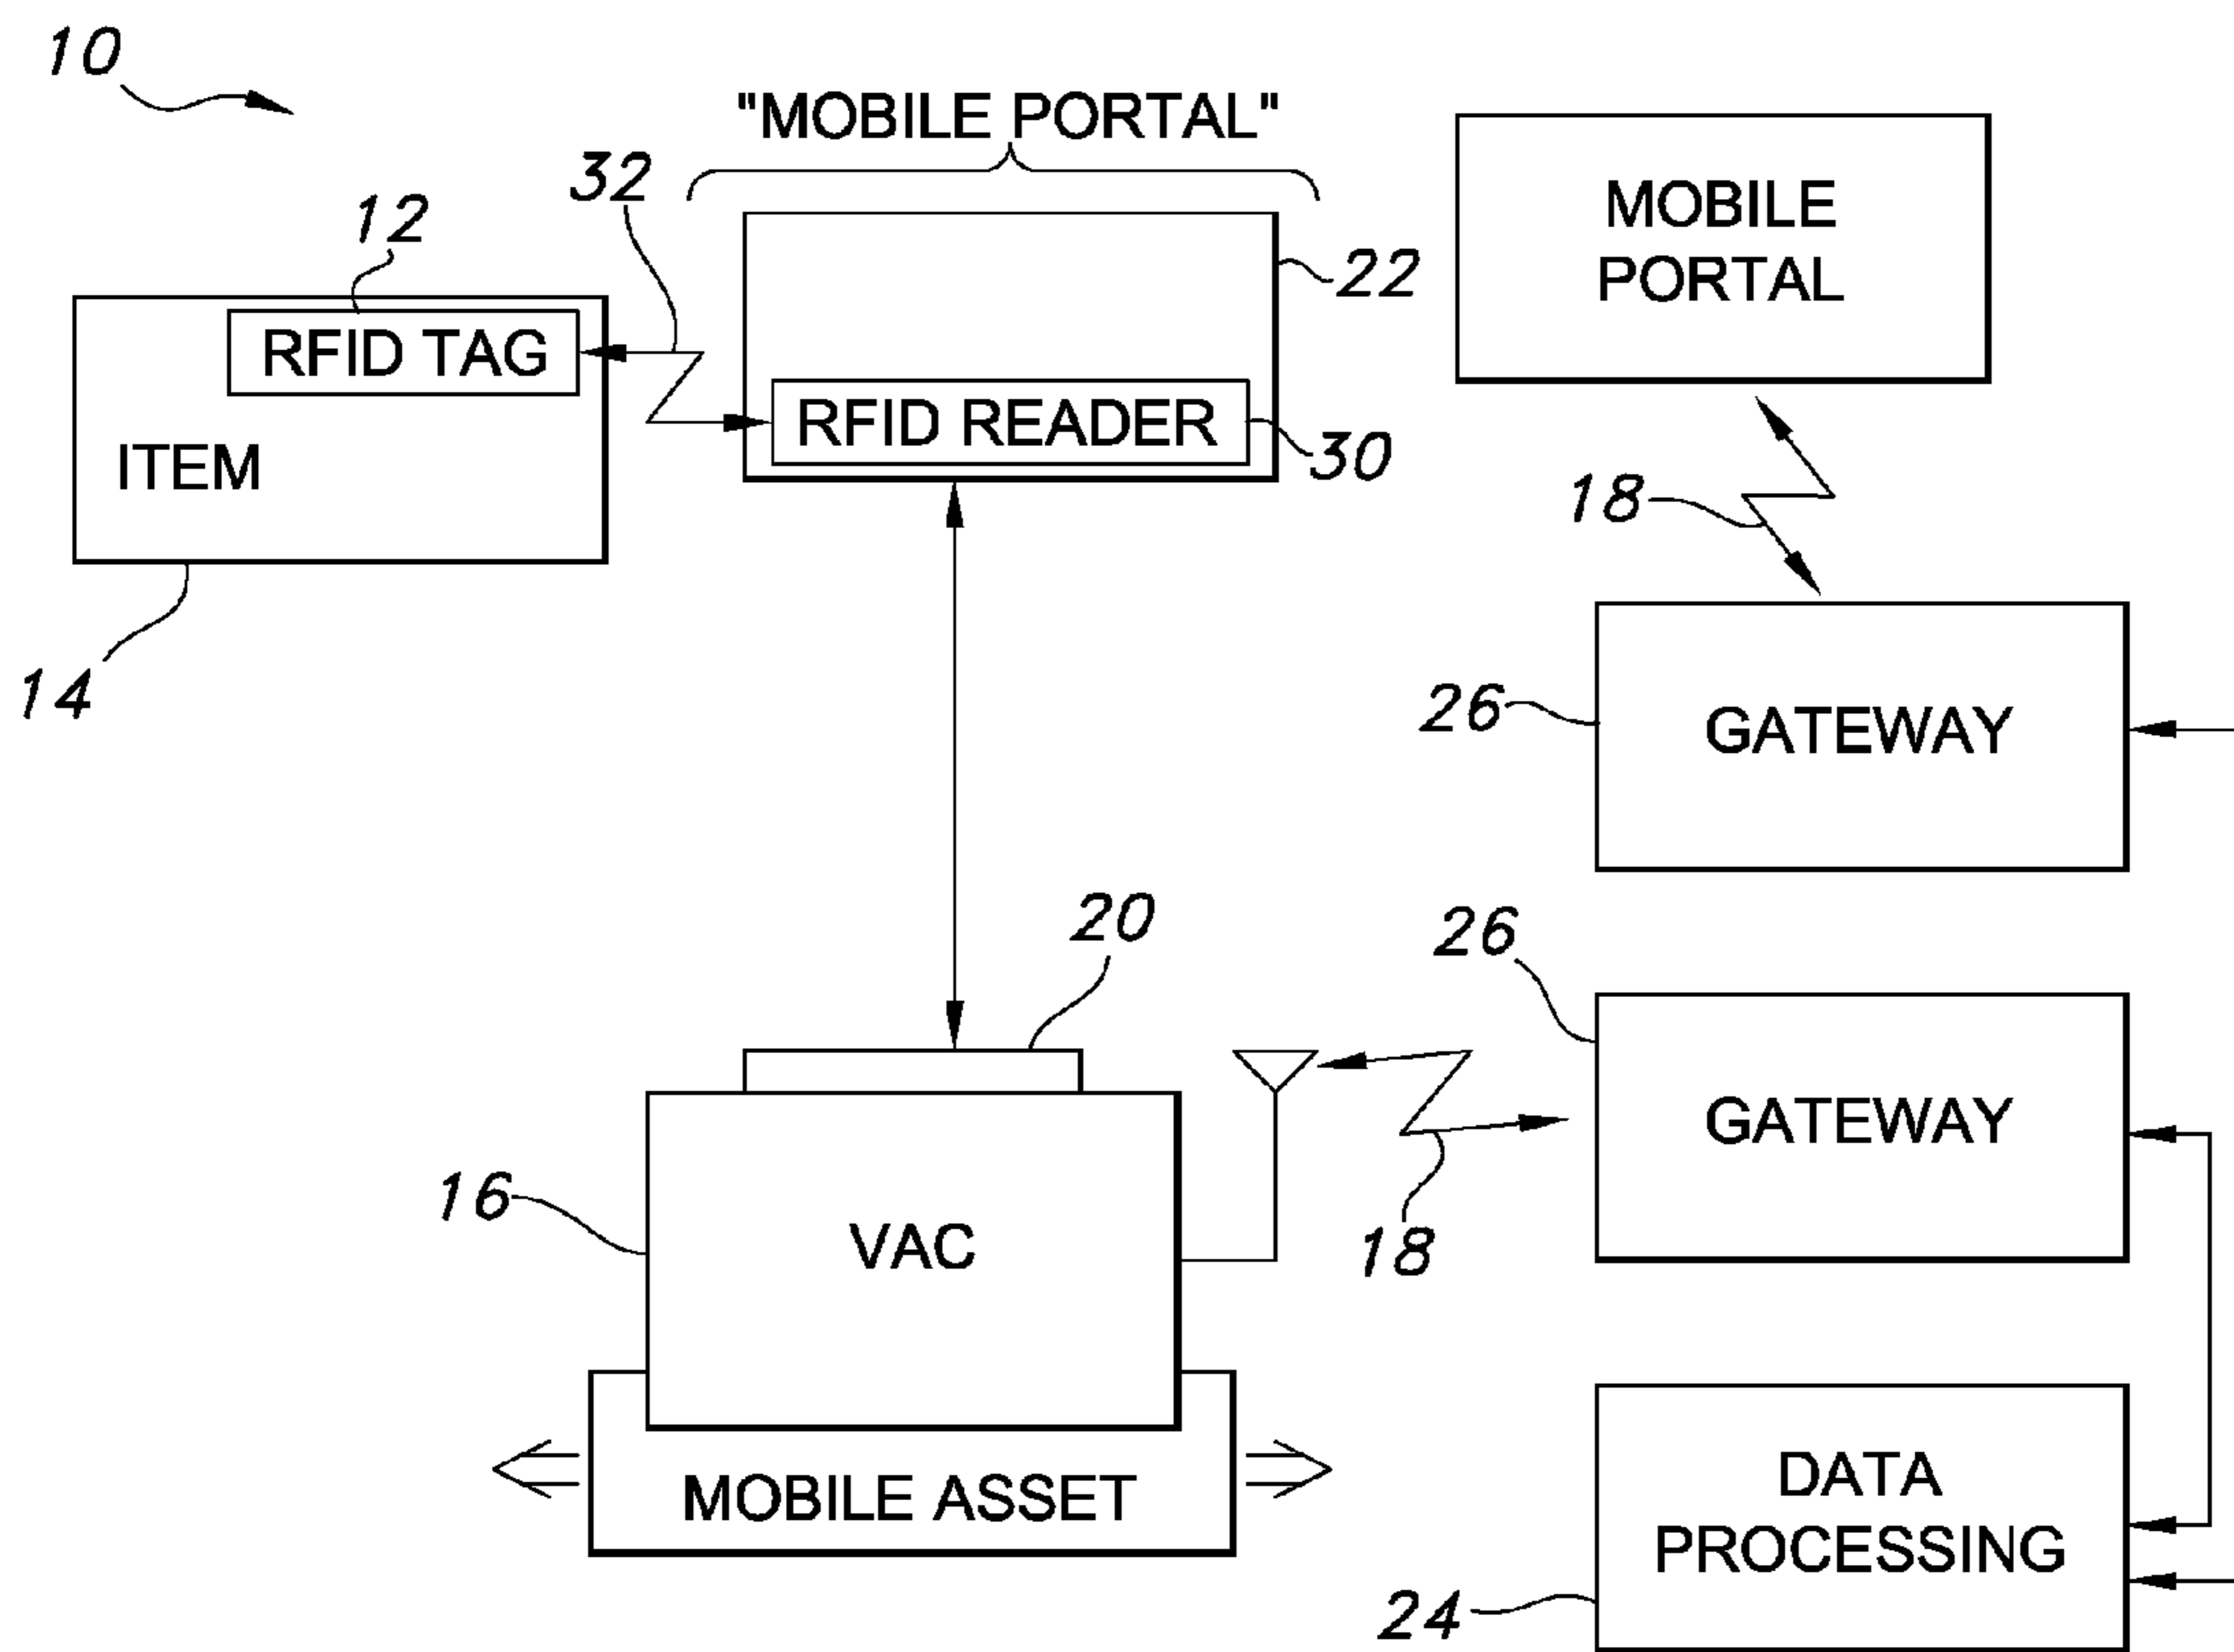 10
"MOBILE PORTAL"
32
12
22
MOBILE
PORTAL
RFID TAG
ITEM
RFID READER
30
18
14
26
GATEWAY
20
26
GATEWAY
16
VAC
18
MOBILE ASSET
DATA
PROCESSING
24